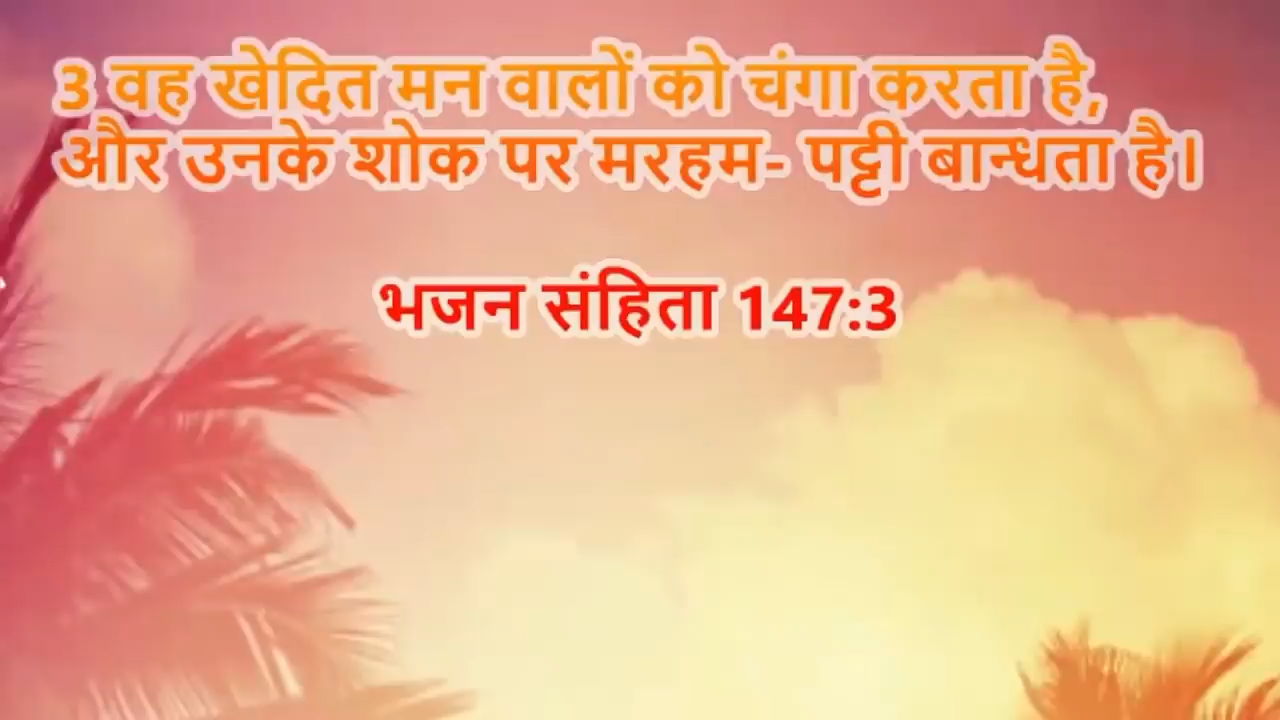 3 वह खेदित मन वालों को चंगा करता है,
और उनके शोक पर मरहम- पट्टी बान्धता है।
भजन संहिता 147:3